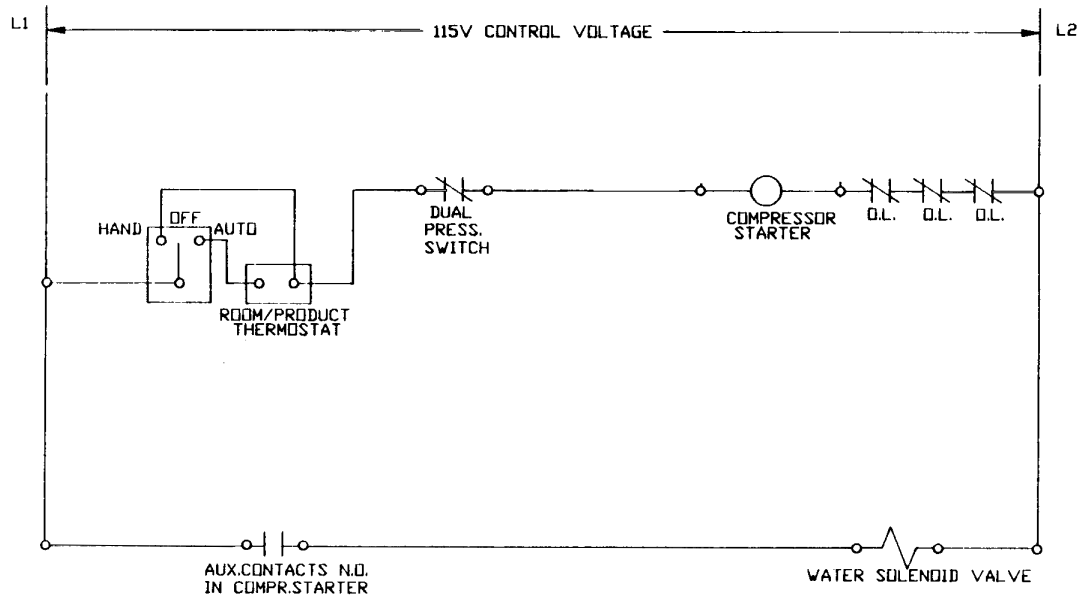 L1
115V CONTROL VOLTAGE
L2
HAND
OFF
AUTO
DUAL
PRESS.
SWITCH
COMPRESSOR
STARTER
O.L.
O.L.
O.L.
ROOM/PRODUCT
THERMOSTAT
AUX.CONTACTS N.O.
IN COMPR.STARTER
WATER SOLENOID VALVE